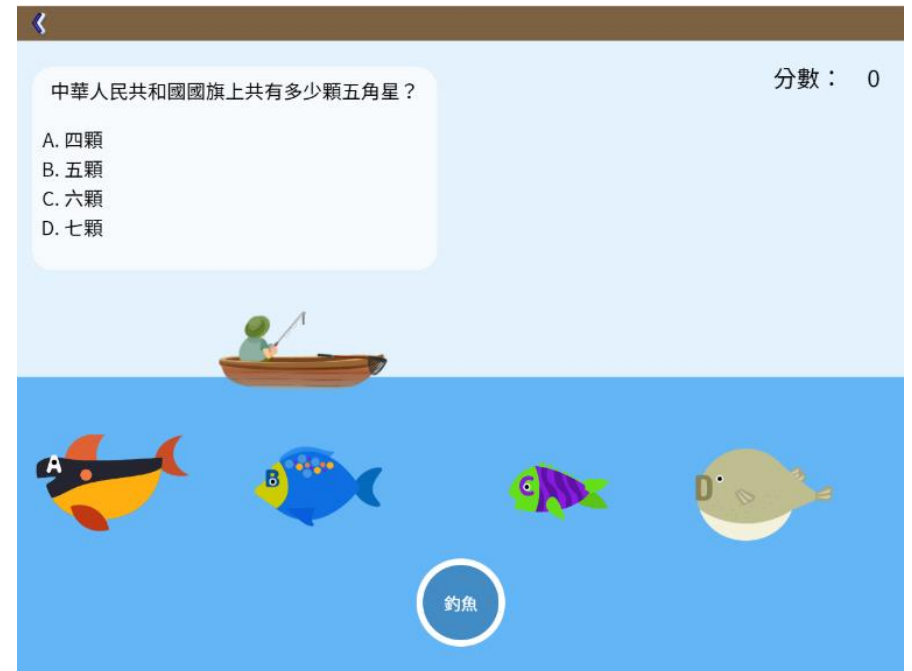 中華人民共和國國旗上共有多少顆五角星？
分數： 0
A. 四顆
B. 五顆
C. 六顆
D. 七顆
A
B
C
D
釣魚